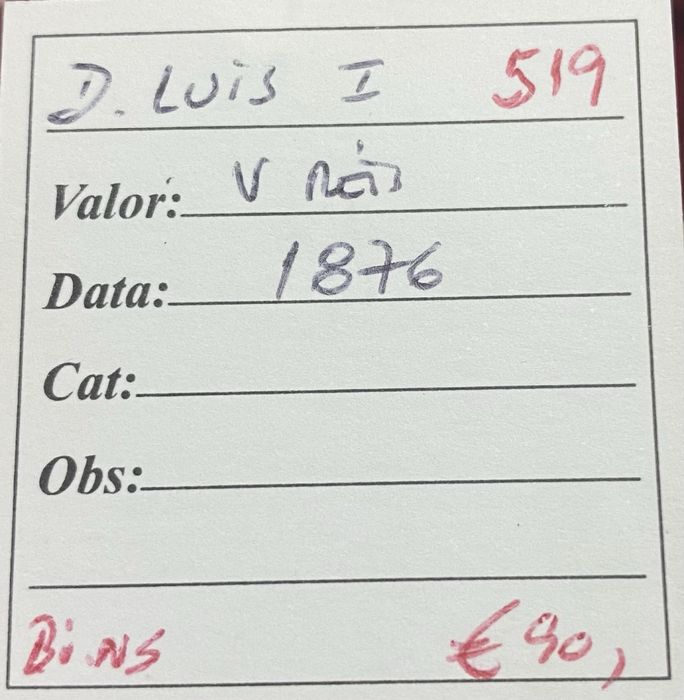 D. LUIS I 519
Valor: V Réis
Data: 1876
Cat:
Obs:
Bi.NS €90,